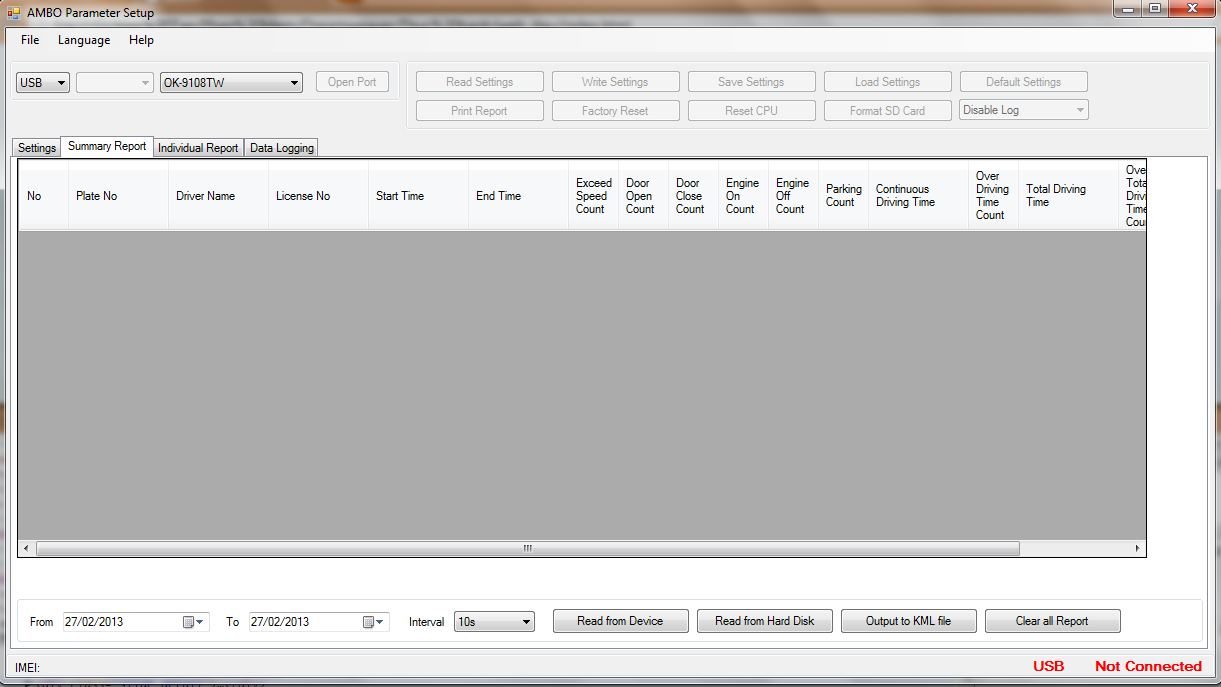 AMBO Parameter Setup
File Language Help
USB OK-9108TW Open Port
Read Settings Write Settings Save Settings Load Settings Default Settings
Print Report Factory Reset Reset CPU Format SD Card Disable Log
Settings Summary Report Individual Report Data Logging
No
Plate No
Driver Name
License No
Start Time
End Time
Exceed
Speed
Count
Door
Open
Count
Door
Close
Count
Engine
On
Count
Engine
Off
Count
Parking
Count
Continuous
Driving Time
Over
Driving
Time
Count
Total Driving
Time
Ove
Tota
Drivi
Time
Cou
From 27/02/2013 To 27/02/2013 Interval 10s Read from Device Read from Hard Disk Output to KML file Clear all Report
IMEI: USB Not Connected